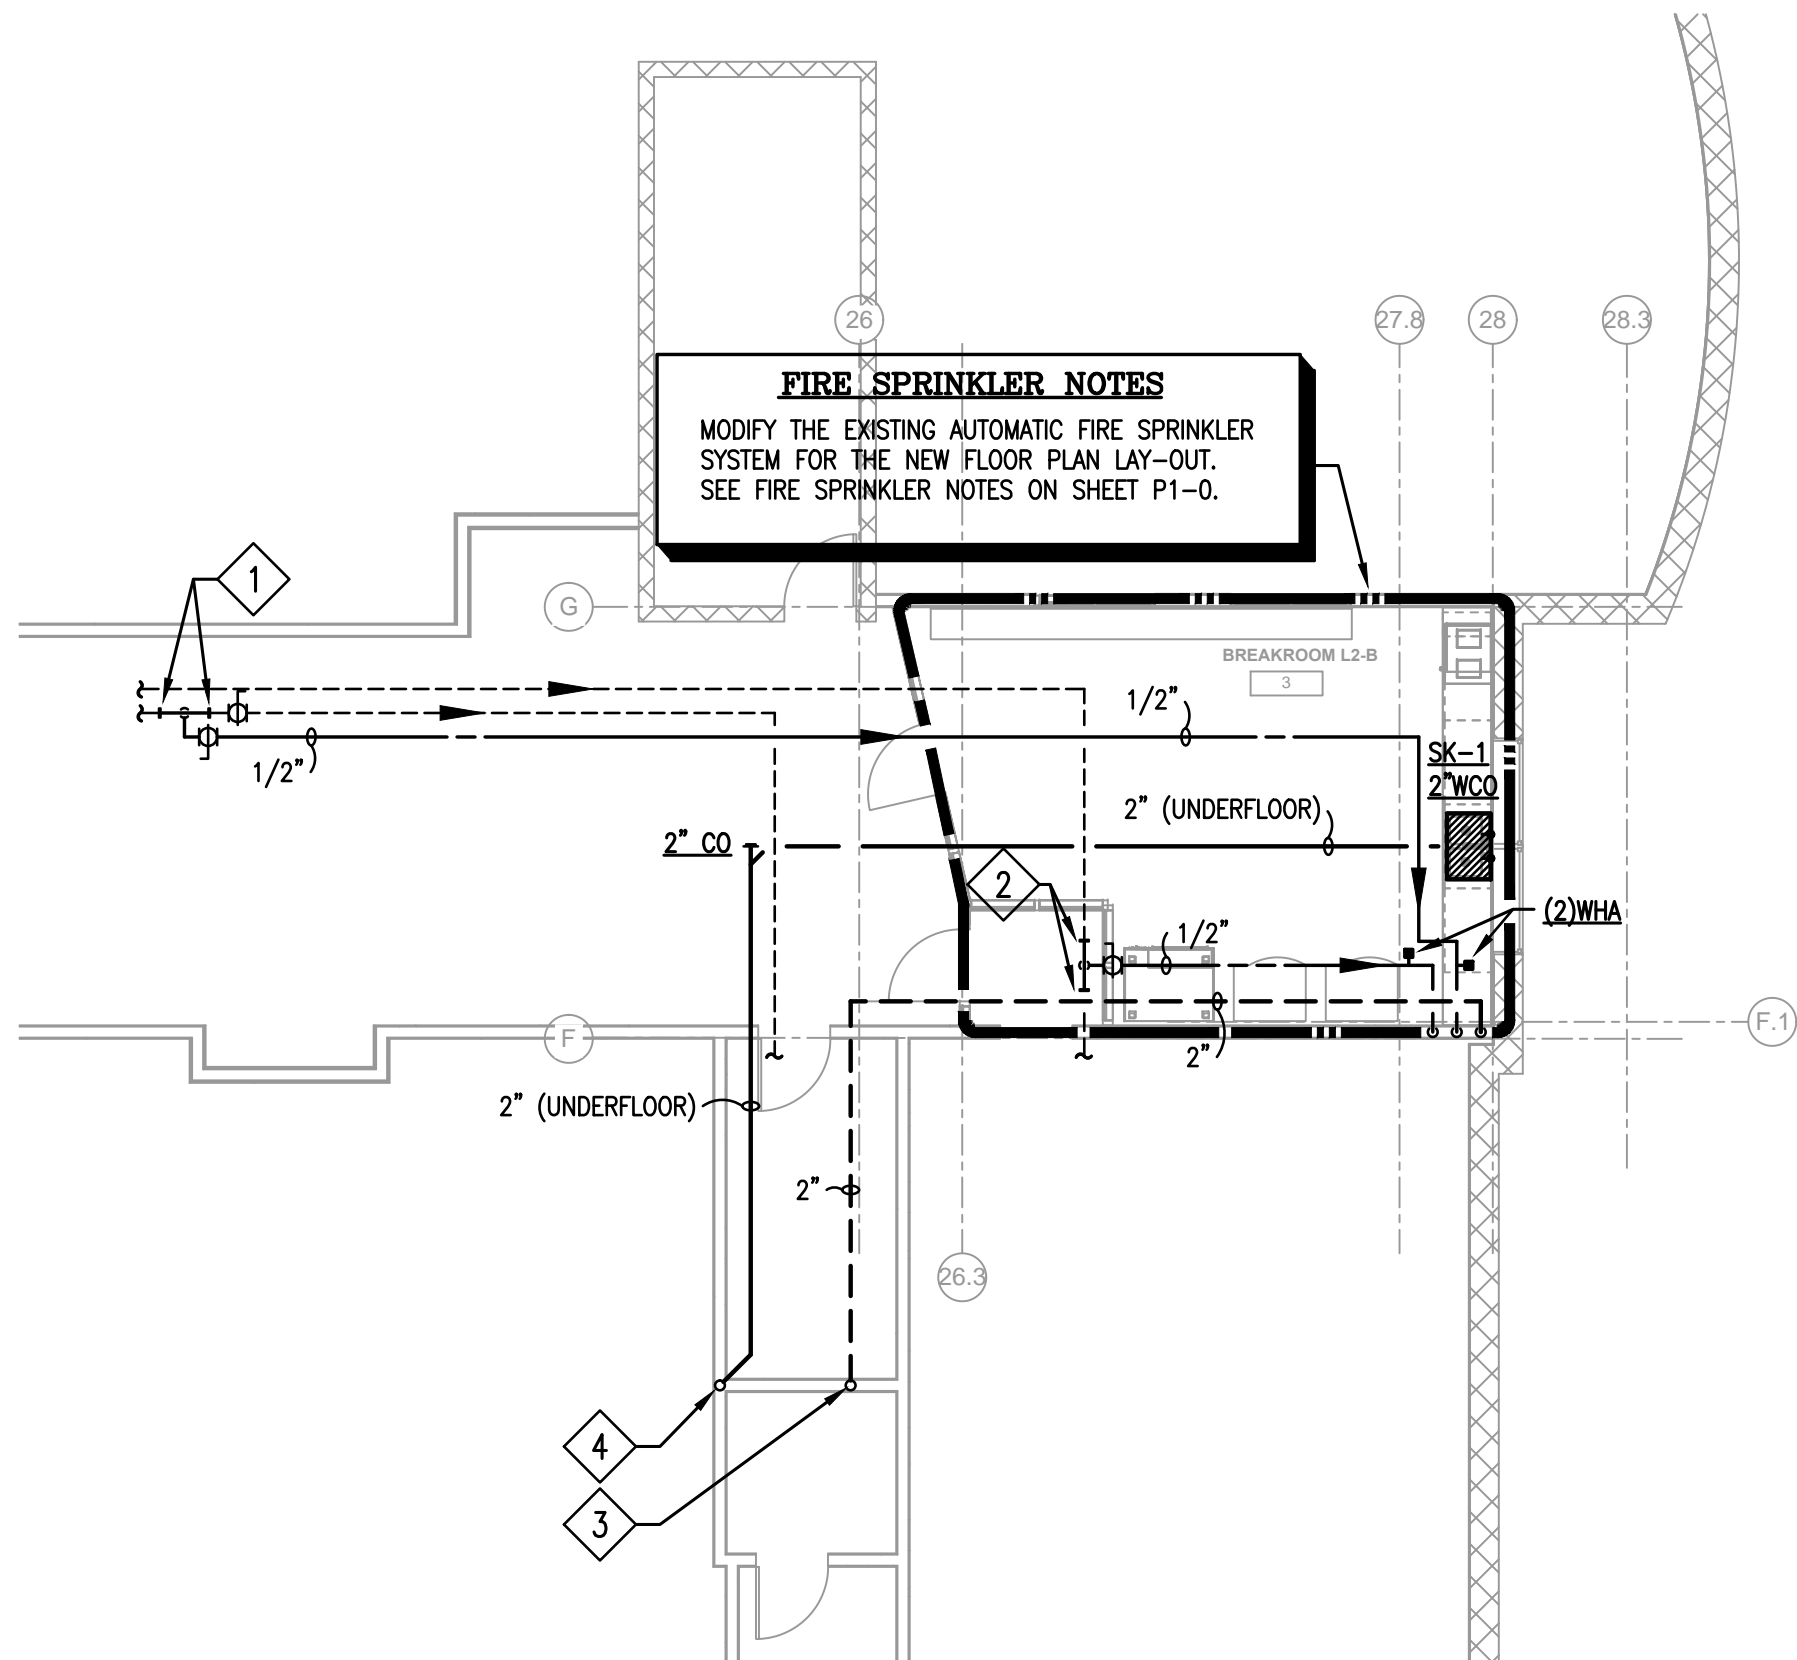 26
27.8
28
28.3
FIRE SPRINKLER NOTES
MODIFY THE EXISTING AUTOMATIC FIRE SPRINKLER
SYSTEM FOR THE NEW FLOOR PLAN LAY-OUT.
SEE FIRE SPRINKLER NOTES ON SHEET P1-0.
1
G
BREAKROOM L2-B
3
1/2"
1/2"
SK-1
2"WCO
2" (UNDERFLOOR)
2" CO
2
(2)WHA
1/2"
F
F.1
2"
2" (UNDERFLOOR)
2"
26.3
4
3